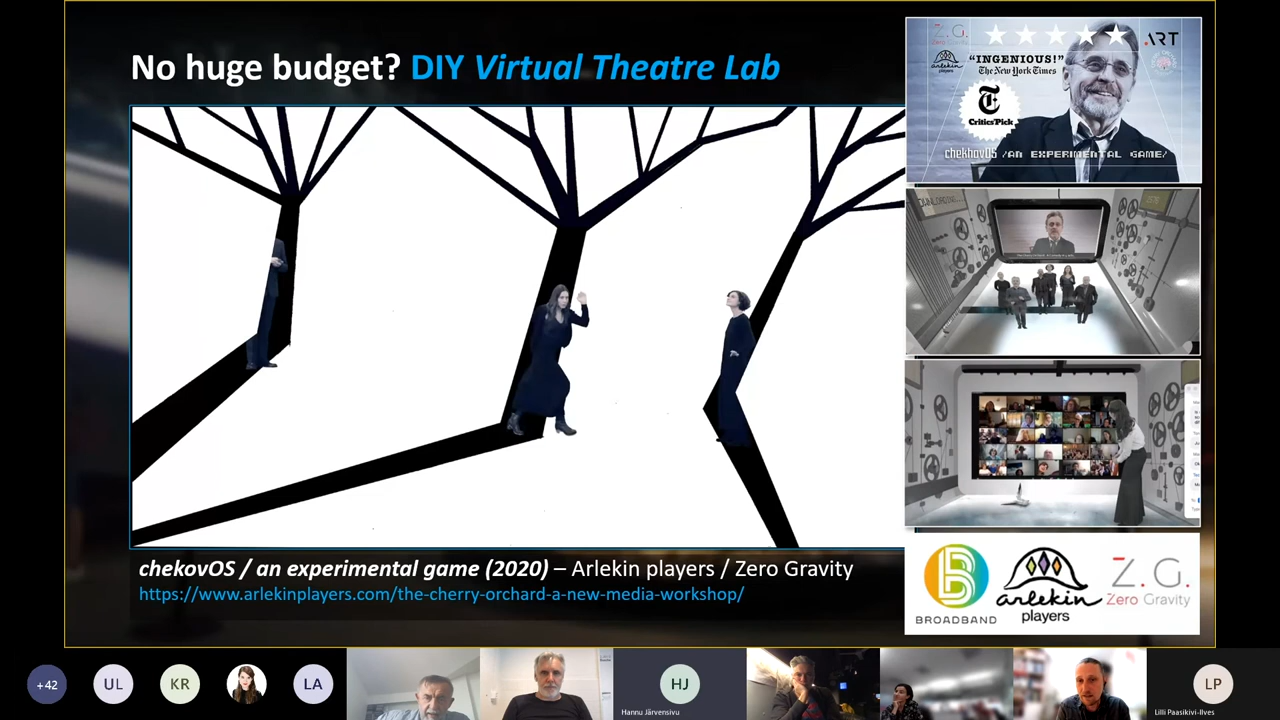 No huge budget? DIY Virtual Theatre Lab
Z.G.
Zero Gravity
arlekin
players
.ART
"INGENIOUS!"
The New York Times
T
Critics' Pick
chekhovOS /AN EXPERIMENTAL GAME/
BROADBAND
arlekin
players
Z.G.
Zero Gravity
chekovOS / an experimental game (2020) – Arlekin players / Zero Gravity
https://www.arlekinplayers.com/the-cherry-orchard-a-new-media-workshop/
+42
UL
KR
LA
HJ
Hannu Järvensivu
LP
Lilli Paasikivi-Ilves